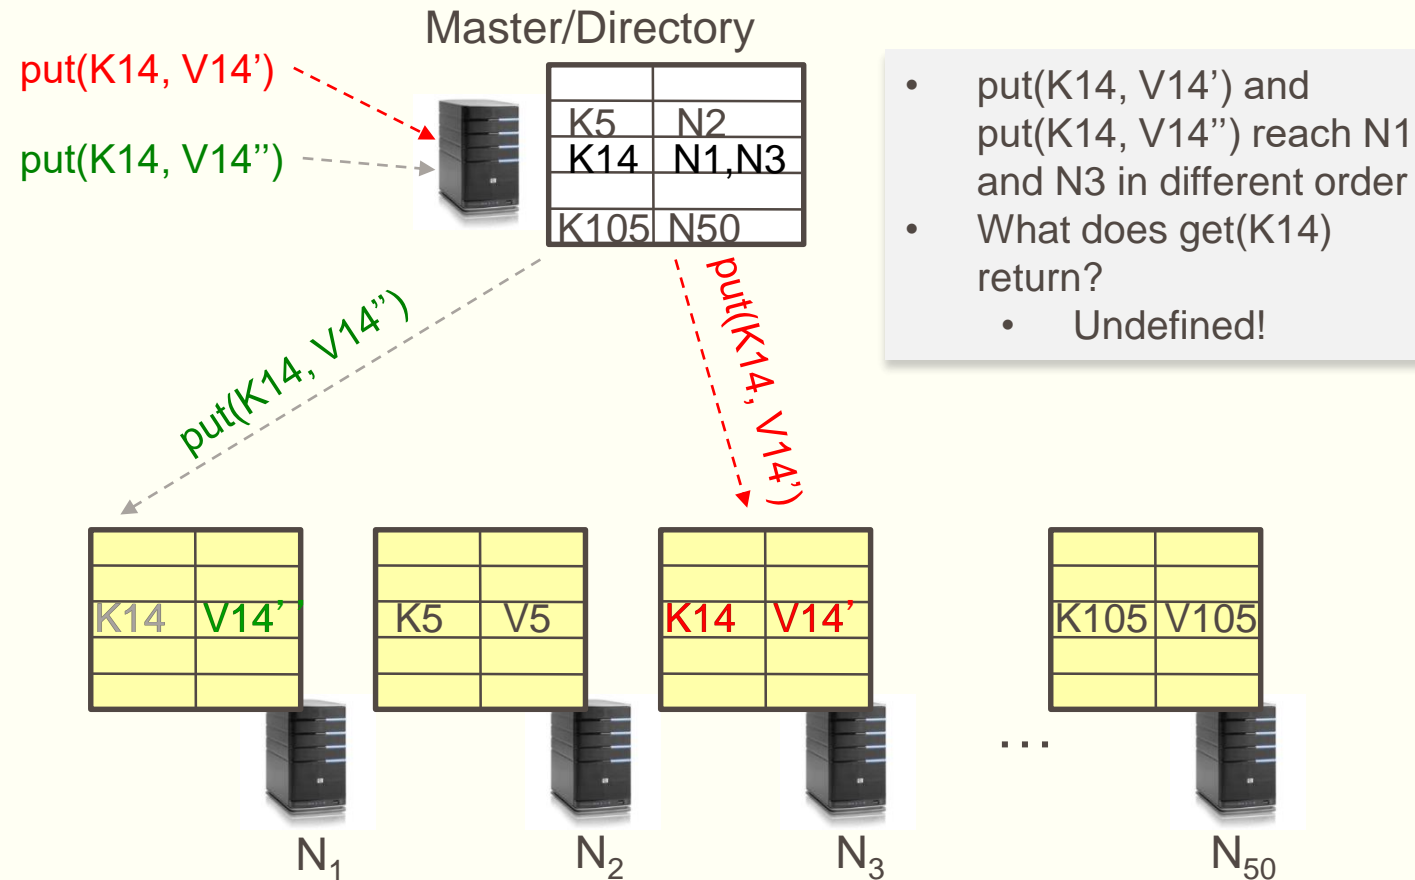 Master/Directory
put(K14, V14’)
put(K14, V14’’)
K5 N2
K14 N1,N3
K105 N50
• put(K14, V14’) and
put(K14, V14’’) reach N1
and N3 in different order
• What does get(K14)
return?
• Undefined!
put(K14, V14’’)
put(K14, V14’)
K14 V14’’
K5 V5
K14 V14’
K105 V105
…
N1
N2
N3
N50